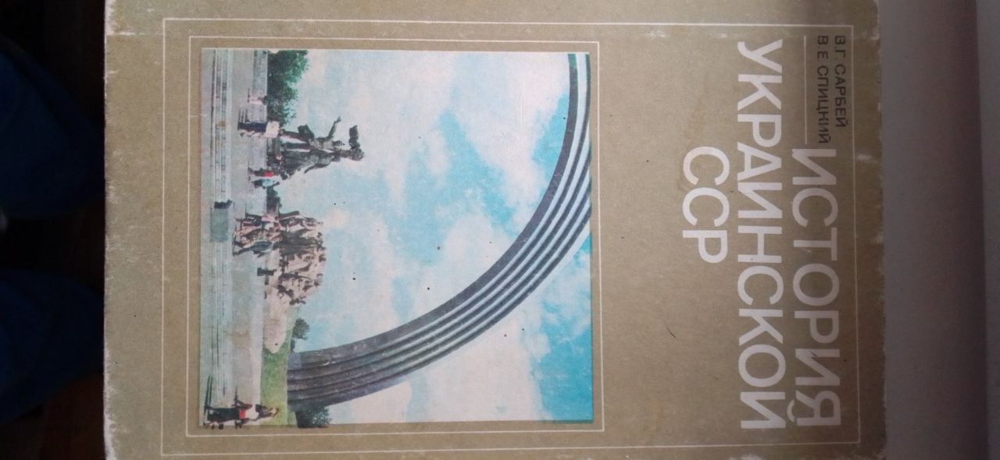 В.Г. САРБЕЙ
В.Е. СПИЦКИЙ
ИСТОРИЯ
УКРАИНСКОЙ
ССР